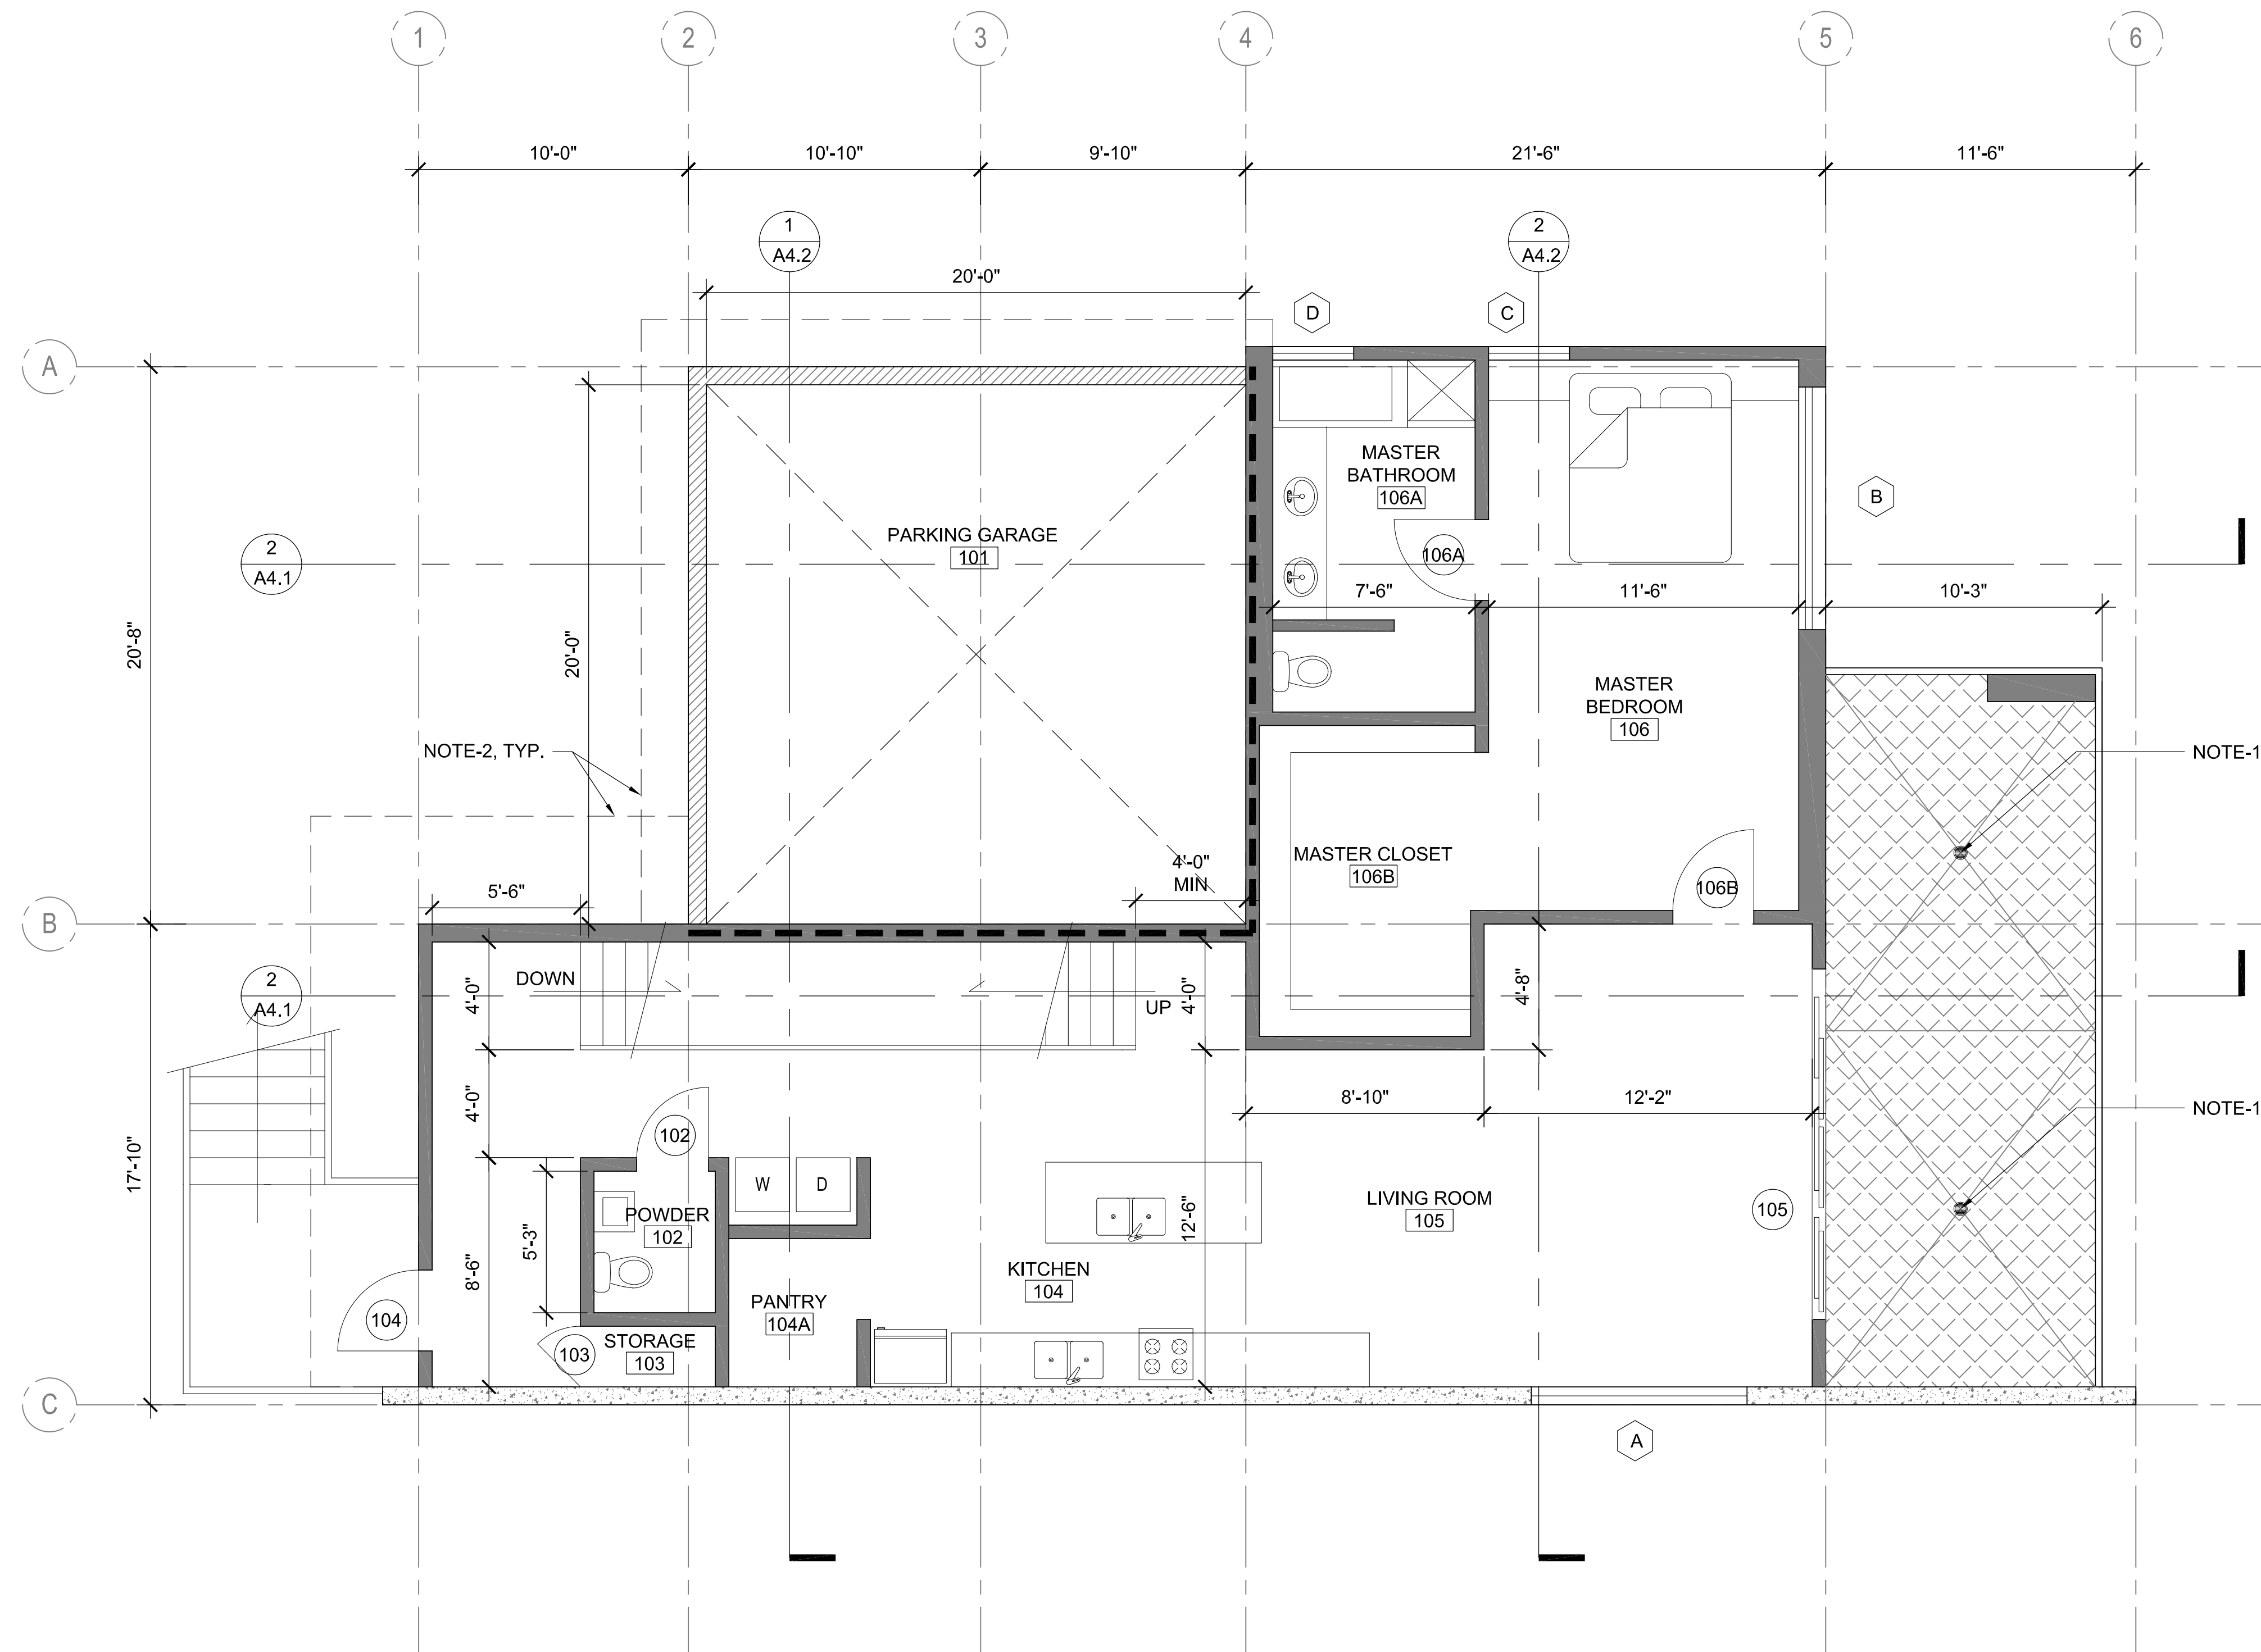 1
2
3
4
5
6
10'-0"
10'-10"
9'-10"
21'-6"
11'-6"
1
A4.2
2
A4.2
20'-0"
D
C
A
MASTER
BATHROOM
106A
B
PARKING GARAGE
101
2
A4.1
106A
7'-6"
11'-6"
10'-3"
20'-8"
20'-0"
MASTER
BEDROOM
106
NOTE-2, TYP.
NOTE-1
4'-0"
MIN
MASTER CLOSET
106B
106B
5'-6"
B
2
A4.1
DOWN
UP
4'-0"
4'-0"
4'-8"
4'-0"
8'-10"
12'-2"
NOTE-1
102
17'-10"
W
D
POWDER
102
5'-3"
8'-6"
12'-6"
LIVING ROOM
105
105
KITCHEN
104
PANTRY
104A
104
STORAGE
103
103
C
A